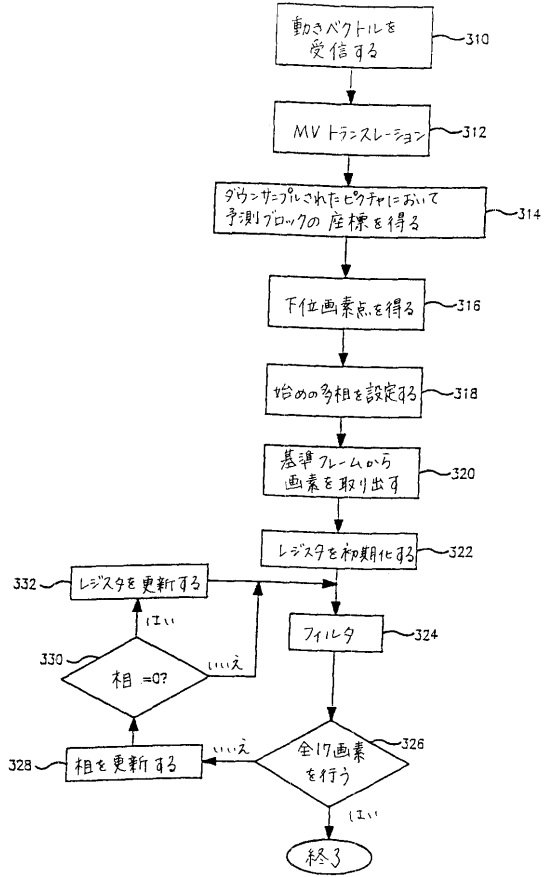 動きベクトルを
受信する
310
MV トランスレーション
312
ダウンサンプルされたピクチャにおいて
予測ブロックの座標を得る
314
下位画素点を得る
316
始めの多相を設定する
318
基準フレームから
画素を取り出す
320
レジスタを初期化する
322
332
レジスタを更新する
はい
フィルタ
324
330
相=0?
いいえ
328
相を更新する
いいえ
全17画素
を行う
326
はい
終了